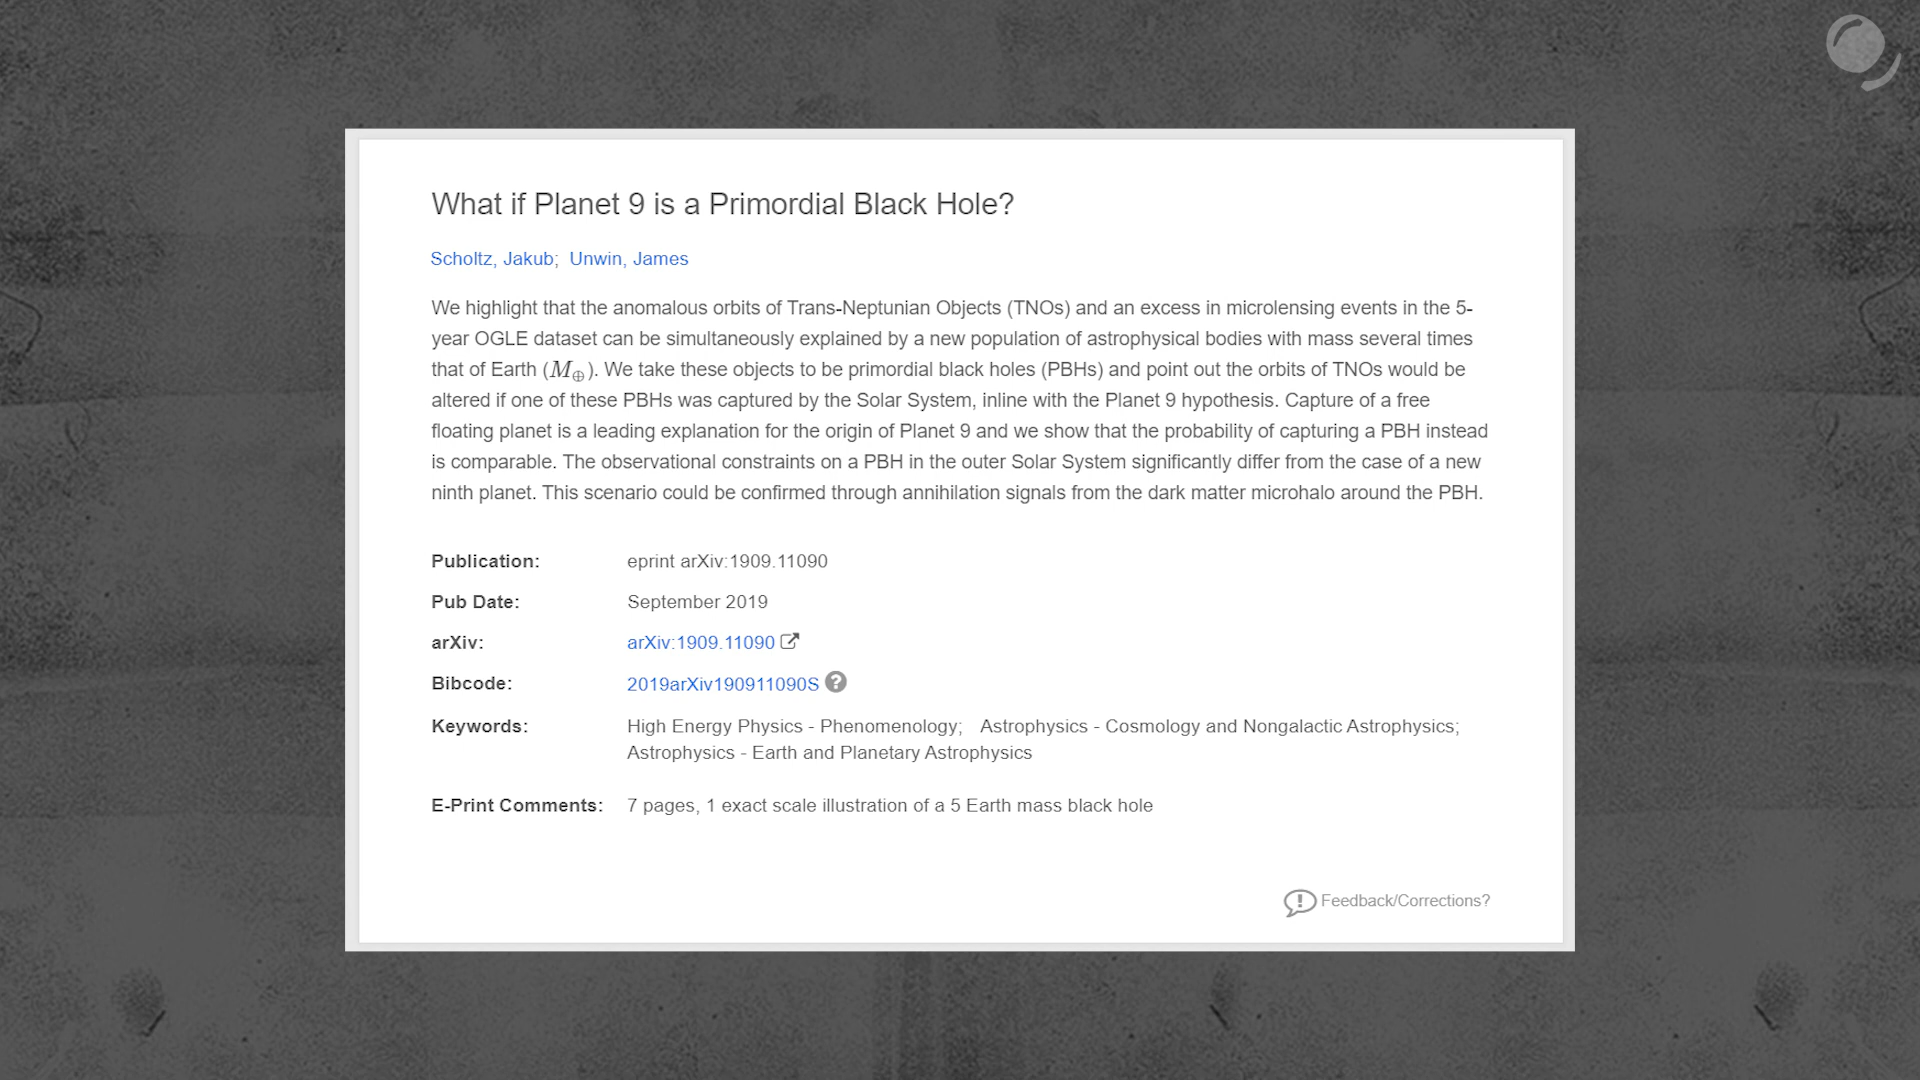 What if Planet 9 is a Primordial Black Hole?
Scholtz, Jakub; Unwin, James
We highlight that the anomalous orbits of Trans-Neptunian Objects (TNOs) and an excess in microlensing events in the 5-
year OGLE dataset can be simultaneously explained by a new population of astrophysical bodies with mass several times
that of Earth (M⊕). We take these objects to be primordial black holes (PBHs) and point out the orbits of TNOs would be
altered if one of these PBHs was captured by the Solar System, inline with the Planet 9 hypothesis. Capture of a free
floating planet is a leading explanation for the origin of Planet 9 and we show that the probability of capturing a PBH instead
is comparable. The observational constraints on a PBH in the outer Solar System significantly differ from the case of a new
ninth planet. This scenario could be confirmed through annihilation signals from the dark matter microhalo around the PBH.
Publication: eprint arXiv:1909.11090
Pub Date: September 2019
arXiv: arXiv:1909.11090
Bibcode: 2019arXiv190911090S ?
Keywords: High Energy Physics - Phenomenology; Astrophysics - Cosmology and Nongalactic Astrophysics;
Astrophysics - Earth and Planetary Astrophysics
E-Print Comments: 7 pages, 1 exact scale illustration of a 5 Earth mass black hole
Feedback/Corrections?